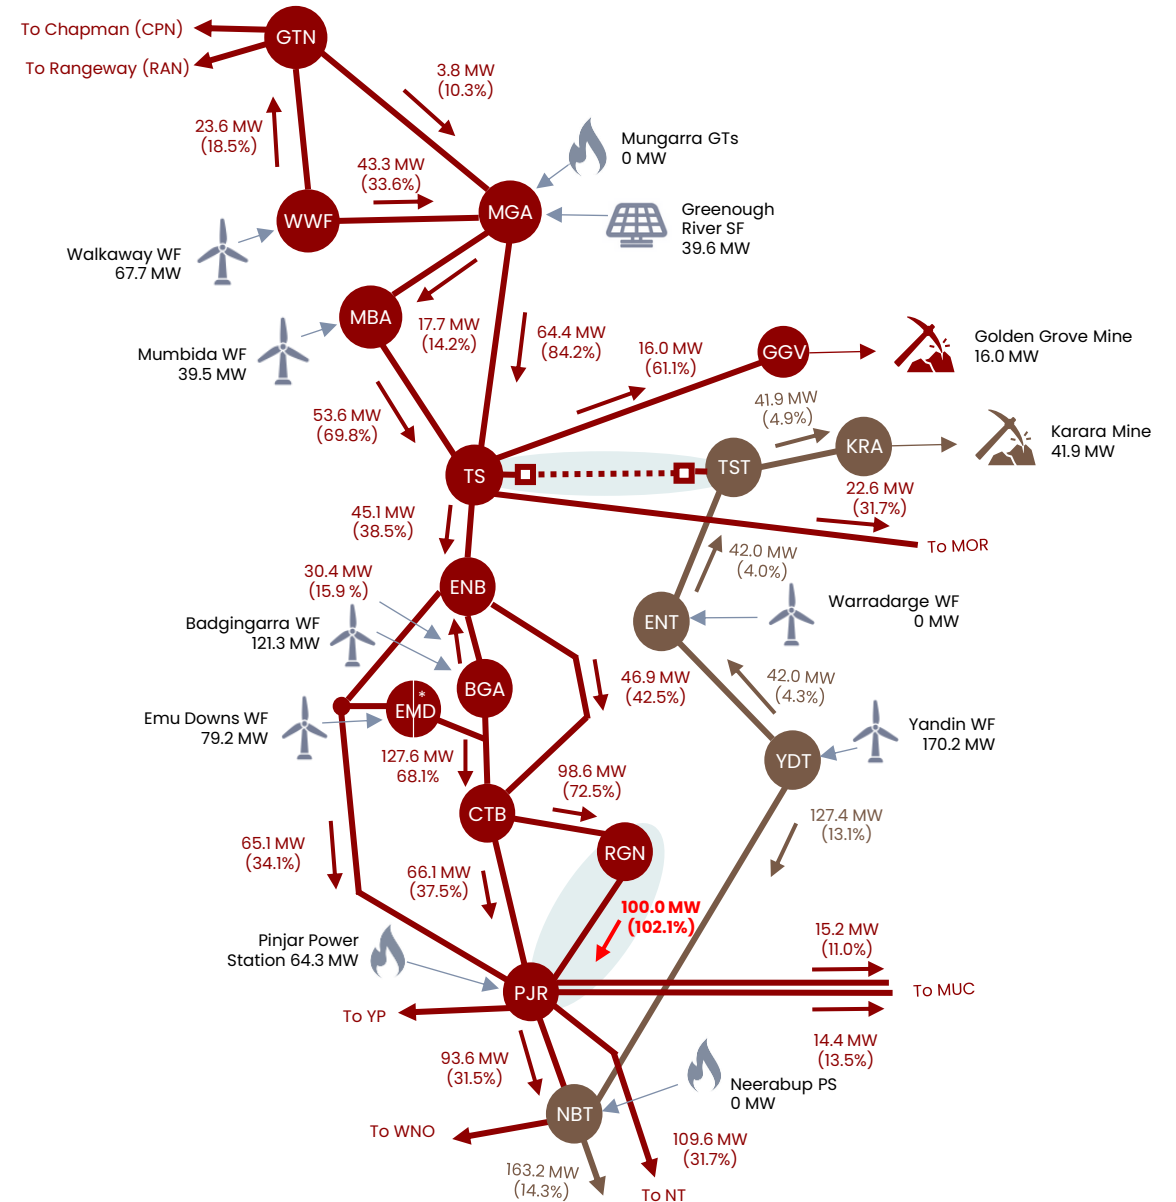 To Chapman (CPN)
GTN
To Rangeway (RAN)
3.8 MW
(10.3%)
23.6 MW
(18.5%)
Mungarra GTs
0 MW
43.3 MW
(33.6%)
WWF
MGA
Greenough
River SF
39.6 MW
Walkaway WF
67.7 MW
MBA
17.7 MW
(14.2%)
64.4 MW
(84.2%)
Mumbida WF
39.5 MW
16.0 MW
(61.1%)
GGV
Golden Grove Mine
16.0 MW
53.6 MW
(69.8%)
41.9 MW
(4.9%)
KRA
Karara Mine
41.9 MW
TS
TST
22.6 MW
(31.7%)
To MOR
45.1 MW
(38.5%)
42.0 MW
(4.0%)
30.4 MW
(15.9 %)
ENB
Badgingarra WF
121.3 MW
Warradarge WF
0 MW
ENT
BGA
46.9 MW
(42.5%)
42.0 MW
(4.3%)
Emu Downs WF
79.2 MW
EMD
*
Yandin WF
170.2 MW
127.6 MW
68.1%
YDT
98.6 MW
(72.5%)
CTB
127.4 MW
(13.1%)
65.1 MW
(34.1%)
RGN
66.1 MW
(37.5%)
100.0 MW
(102.1%)
Pinjar Power
Station 64.3 MW
15.2 MW
(11.0%)
PJR
To MUC
To YP
14.4 MW
(13.5%)
93.6 MW
(31.5%)
Neerabup PS
0 MW
NBT
To WNO
109.6 MW
(31.7%)
163.2 MW
(14.3%)
To NT